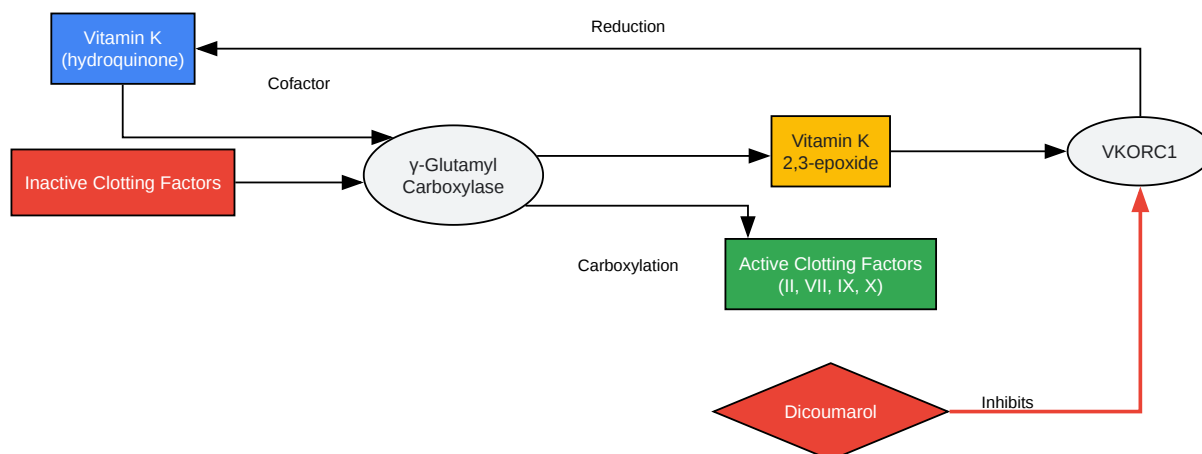 Reduction
Vitamin K
(hydroquinone)
Cofactor
Inactive Clotting Factors
γ-Glutamyl
Carboxylase
Vitamin K
2,3-epoxide
VKORC1
Carboxylation
Active Clotting Factors
(II, VII, IX, X)
Dicoumarol
Inhibits